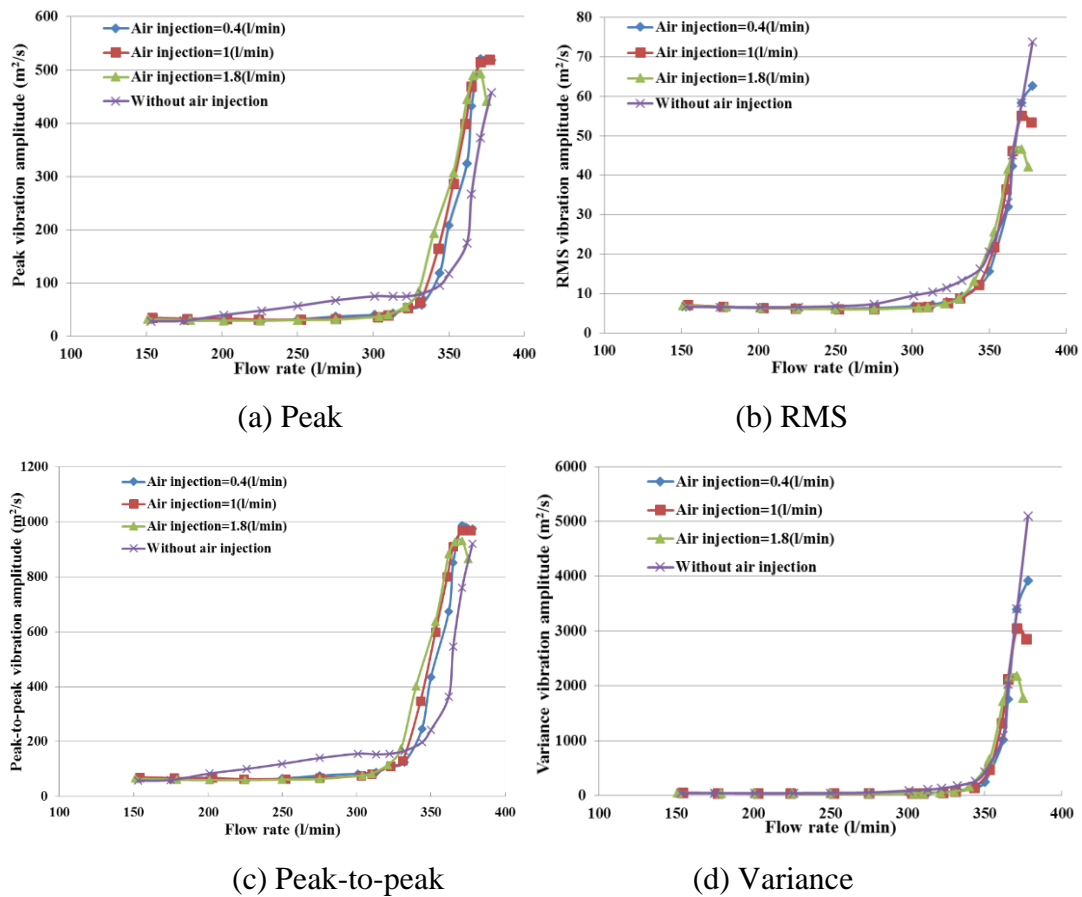 600
500
400
300
200
100
0
100
150
200
250
300
350
400
Peak vibration amplitude (m²/s)
Flow rate (l/min)
Air injection=0.4(l/min)
Air injection=1(l/min)
Air injection=1.8(l/min)
Without air injection
(a) Peak
80
70
60
50
40
30
20
10
0
100
150
200
250
300
350
400
RMS vibration amplitude (m²/s)
Flow rate (l/min)
Air injection=0.4(l/min)
Air injection=1(l/min)
Air injection=1.8(l/min)
Without air injection
(b) RMS
1200
1000
800
600
400
200
0
100
150
200
250
300
350
400
Peak-to-peak vibration amplitude (m²/s)
Flow rate (l/min)
Air injection=0.4(l/min)
Air injection=1(l/min)
Air injection=1.8(l/min)
Without air injection
(c) Peak-to-peak
6000
5000
4000
3000
2000
1000
0
100
150
200
250
300
350
400
Variance vibration amplitude (m²/s)
Flow rate (l/min)
Air injection=0.4(l/min)
Air injection=1(l/min)
Air injection=1.8(l/min)
Without air injection
(d) Variance